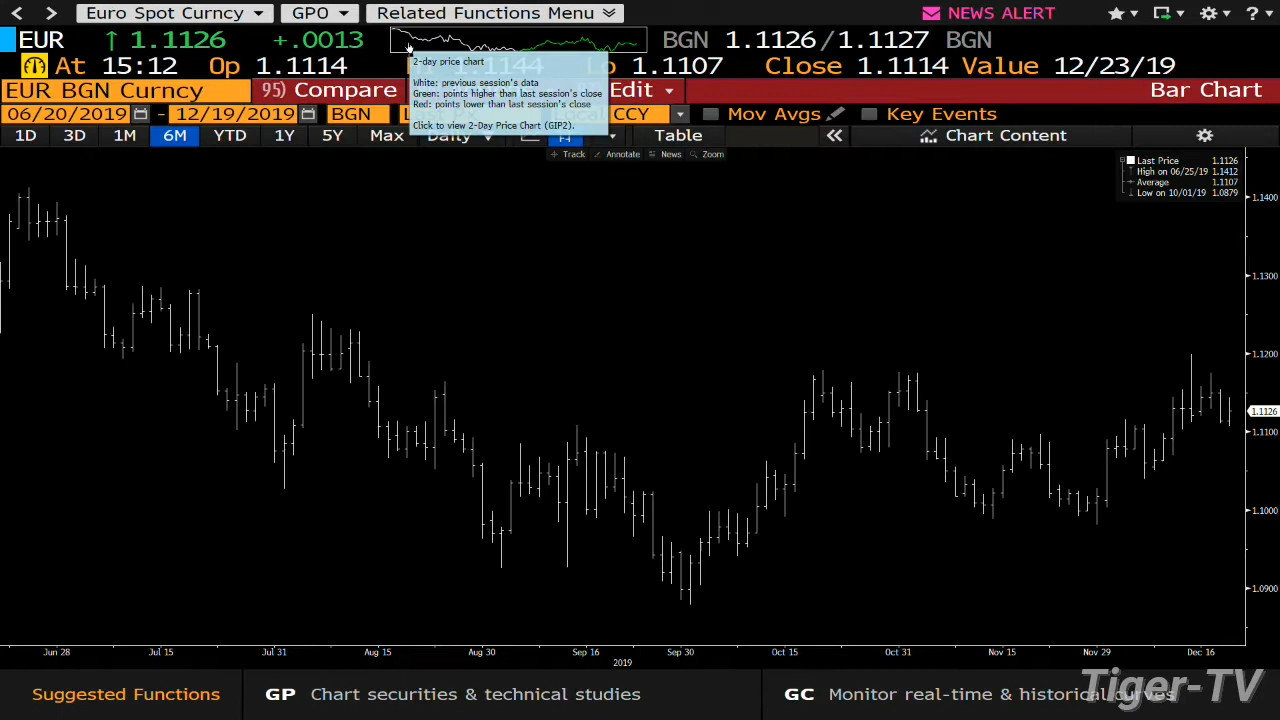 Euro Spot Curncy GPO Related Functions Menu NEWS ALERT ?
EUR ↑ 1.1126 +.0013 BGN 1.1126/1.1127 BGN
At 15:12 Op 1.1114 1.1144 Lo 1.1107 Close 1.1114 Value 12/23/19
2-day price chart
White: previous session's data
Green: points higher than last session's close
Red: points lower than last session's close
Click to view 2-Day Price Chart (GIP2).
EUR BGN Curncy 95) Compare Edit Bar Chart
06/20/2019 - 12/19/2019 BGN CCY Mov Avgs Key Events
1D 3D 1M 6M YTD 1Y 5Y Max Daily Table « Chart Content
Track Annotate News Zoom
Last Price 1.1126
High on 06/25/19 1.1412
Average 1.1107
Low on 10/01/19 1.0879
1.1400
1.1300
1.1200
1.1126
1.1100
1.1000
1.0900
Jun 28 Jul 15 Jul 31 Aug 15 Aug 30 Sep 16 Sep 30 Oct 15 Oct 31 Nov 15 Nov 29 Dec 16
2019
Suggested Functions GP Chart securities & technical studies GC Monitor real-time & historical curves
Tiger-TV